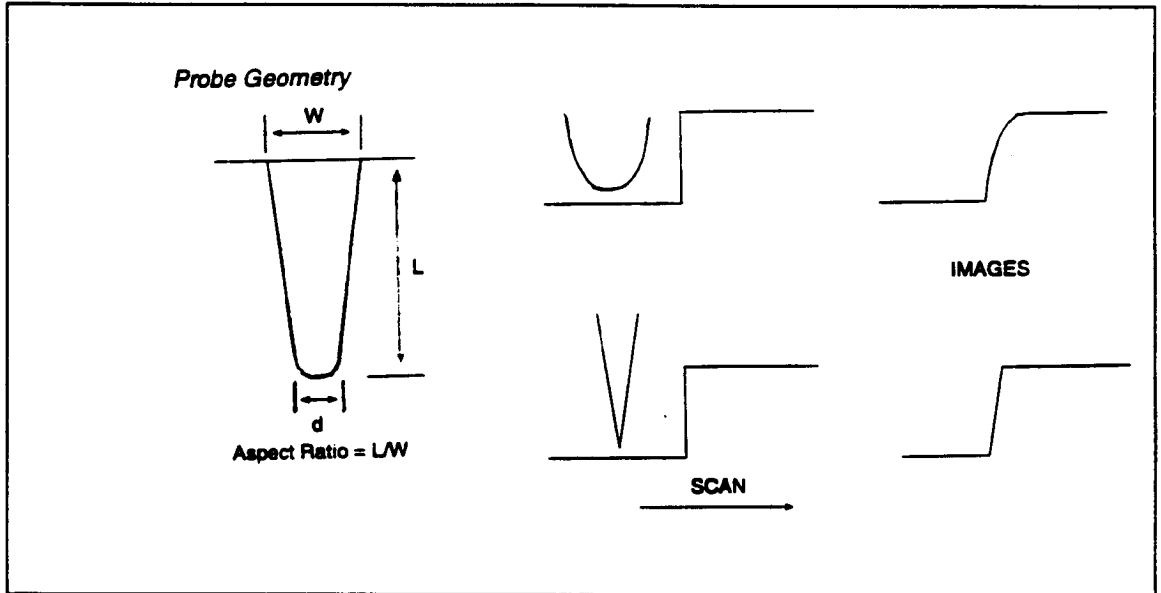 Probe Geometry
W
L
d
Aspect Ratio = L/W
IMAGES
SCAN